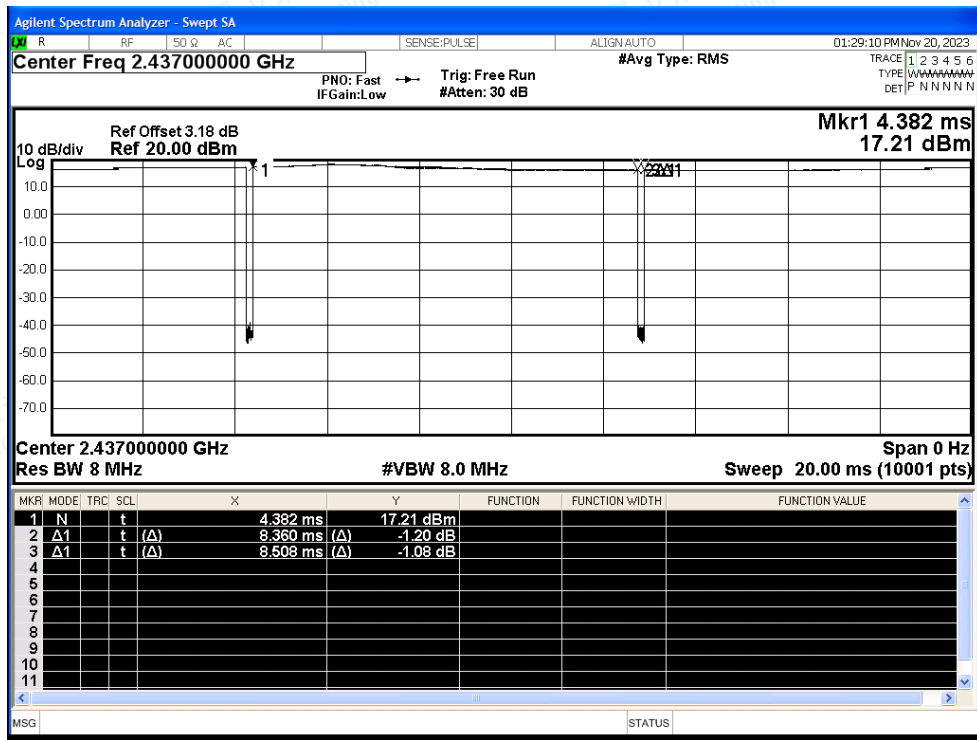 Agilent Spectrum Analyzer - Swept SA
LXI R RF 50 Ω AC SENSE:PULSE ALIGN AUTO 01:29:10 PM Nov 20, 2023
Center Freq 2.437000000 GHz
#Avg Type: RMS
TRACE 1 2 3 4 5 6
PNO: Fast Trig: Free Run
TYPE WWWWWW
IFGain:Low #Atten: 30 dB
DET P N N N N N
Mkr1 4.382 ms
Ref Offset 3.18 dB
10 dB/div Ref 20.00 dBm
17.21 dBm
Log
1
10.0
0.00
-10.0
-20.0
-30.0
-40.0
-50.0
-60.0
-70.0
Center 2.437000000 GHz Span 0 Hz
Res BW 8 MHz #VBW 8.0 MHz Sweep 20.00 ms (10001 pts)
MKR MODE TRC SCL X Y FUNCTION FUNCTION WIDTH FUNCTION VALUE
1 N t 4.382 ms 17.21 dBm
2 Δ1 t (Δ) 8.360 ms (Δ) -1.20 dB
3 Δ1 t (Δ) 8.508 ms (Δ) -1.08 dB
4
5
6
7
8
9
10
11
MSG STATUS